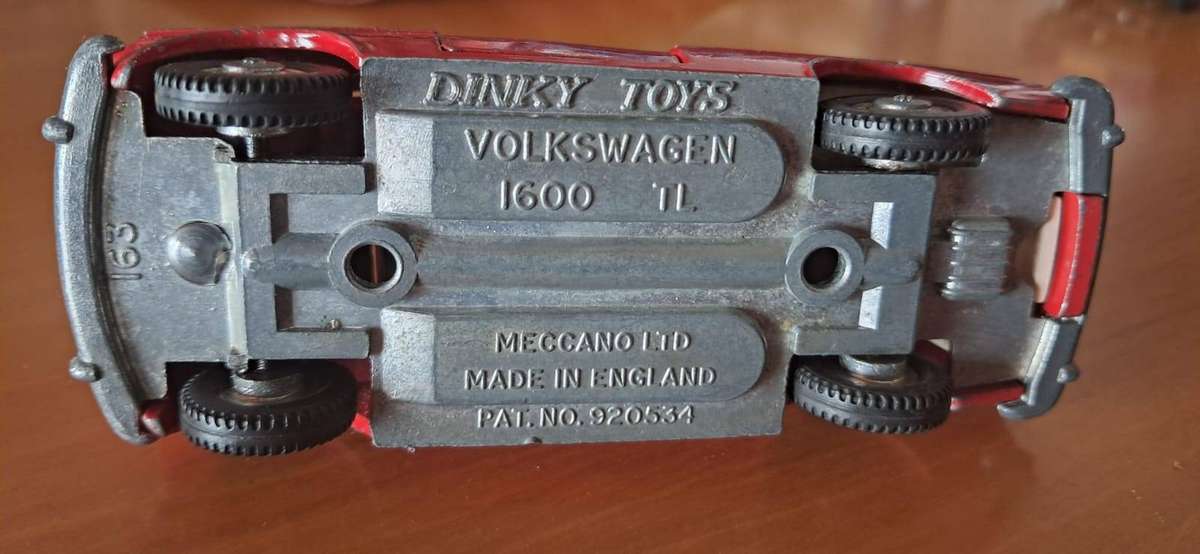 DINKY TOYS
VOLKSWAGEN
1600 TL
163
MECCANO LTD
MADE IN ENGLAND
PAT. NO. 920534